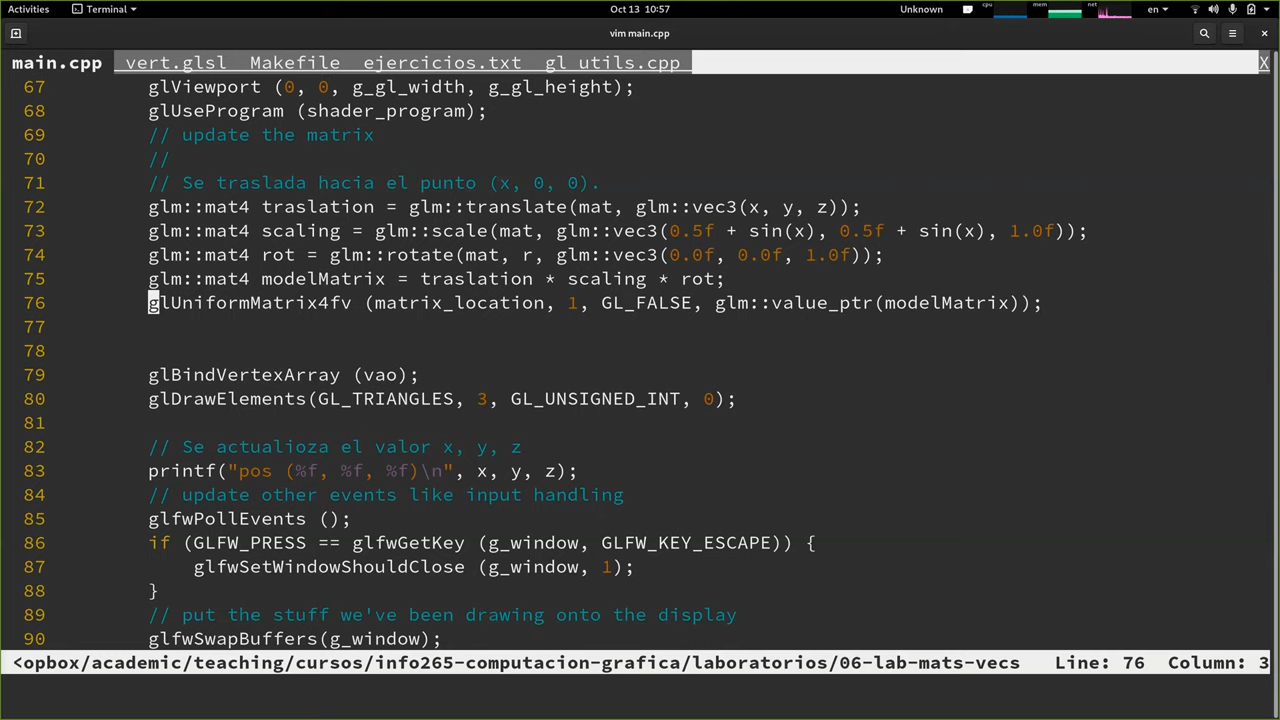 Activities Terminal Oct 13 10:57 Unknown cpu mem net en
vim main.cpp
main.cpp vert.glsl Makefile ejercicios.txt gl_utils.cpp X
67 glViewport (0, 0, g_gl_width, g_gl_height);
68 glUseProgram (shader_program);
69 // update the matrix
70 //
71 // Se traslada hacia el punto (x, 0, 0).
72 glm::mat4 traslation = glm::translate(mat, glm::vec3(x, y, z));
73 glm::mat4 scaling = glm::scale(mat, glm::vec3(0.5f + sin(x), 0.5f + sin(x), 1.0f));
74 glm::mat4 rot = glm::rotate(mat, r, glm::vec3(0.0f, 0.0f, 1.0f));
75 glm::mat4 modelMatrix = traslation * scaling * rot;
76 glUniformMatrix4fv (matrix_location, 1, GL_FALSE, glm::value_ptr(modelMatrix));
77
78
79 glBindVertexArray (vao);
80 glDrawElements(GL_TRIANGLES, 3, GL_UNSIGNED_INT, 0);
81
82 // Se actualioza el valor x, y, z
83 printf("pos (%f, %f, %f)\n", x, y, z);
84 // update other events like input handling
85 glfwPollEvents ();
86 if (GLFW_PRESS == glfwGetKey (g_window, GLFW_KEY_ESCAPE)) {
87 glfwSetWindowShouldClose (g_window, 1);
88 }
89 // put the stuff we've been drawing onto the display
90 glfwSwapBuffers(g_window);
<opbox/academic/teaching/cursos/info265-computacion-grafica/laboratorios/06-lab-mats-vecs Line: 76 Column: 3